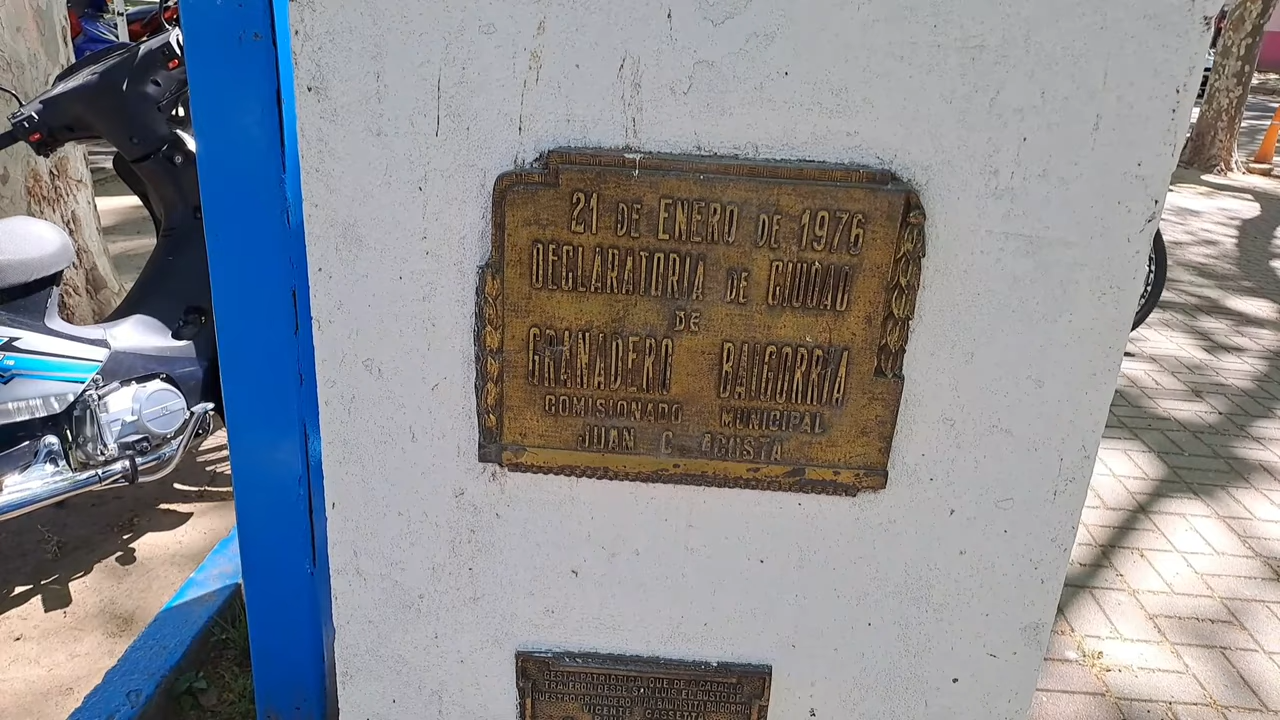 21 DE ENERO DE 1976
DECLARATORIA DE CIUDAD
DE
GRANADERO BAIGORRIA
COMISIONADO MUNICIPAL
JUAN C ACOSTA
GESTA PATRIOTICA QUE DE A CABALLO
TRAJERON DESDE SAN LUIS EL BUSTO DE
NUESTRO GRANADERO JUAN BAUTISTA BAIGORRIA
VICENTE CASSETTA